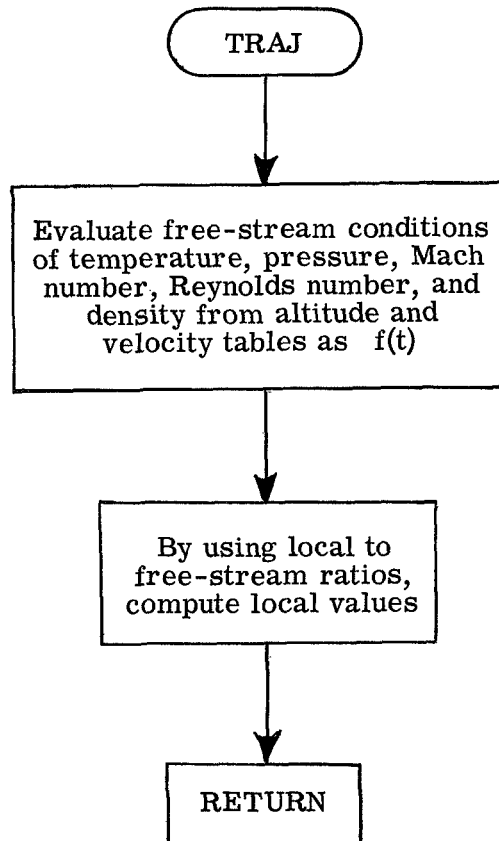 TRAJ
Evaluate free-stream conditions
of temperature, pressure, Mach
number, Reynolds number, and
density from altitude and
velocity tables as f(t)
By using local to
free-stream ratios,
compute local values
RETURN